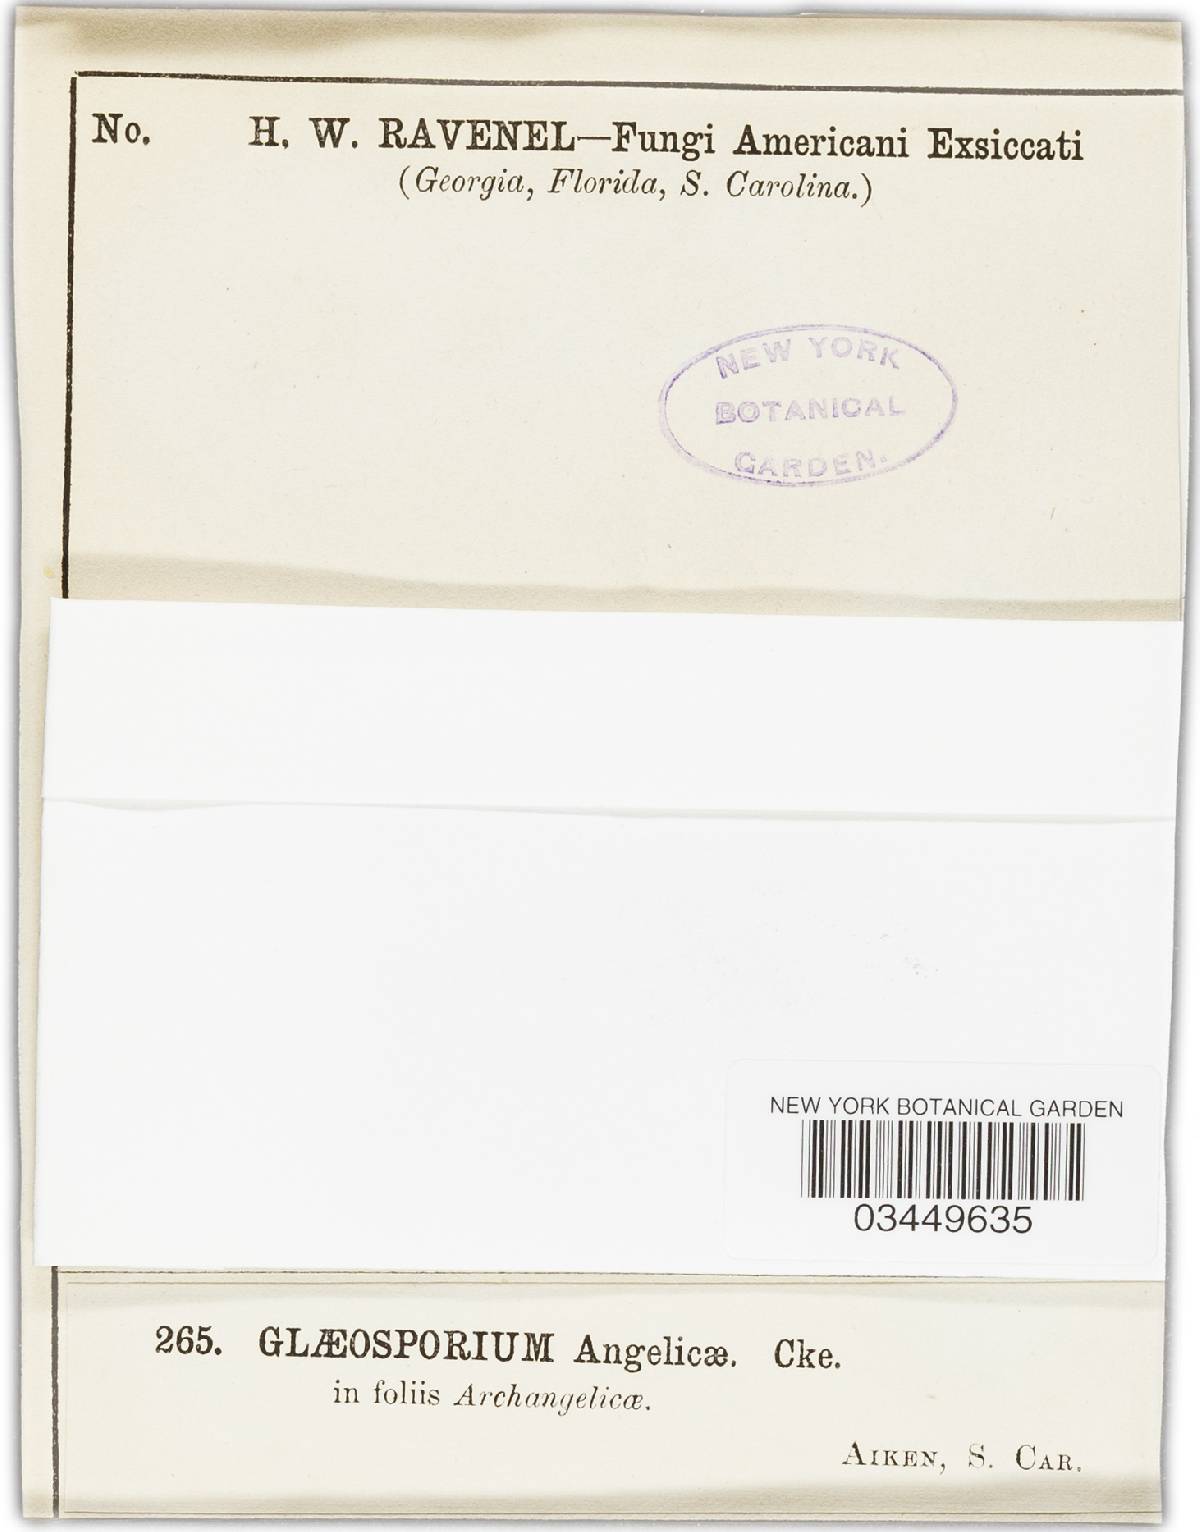 No. H. W. RAVENEL—Fungi Americani Exsiccati
(Georgia, Florida, S. Carolina.)
NEW YORK
BOTANICAL
GARDEN.
NEW YORK BOTANICAL GARDEN
03449635
265. GLÆOSPORIUM Angelicæ. Cke.
in foliis Archangelicæ.
AIKEN, S. CAR.